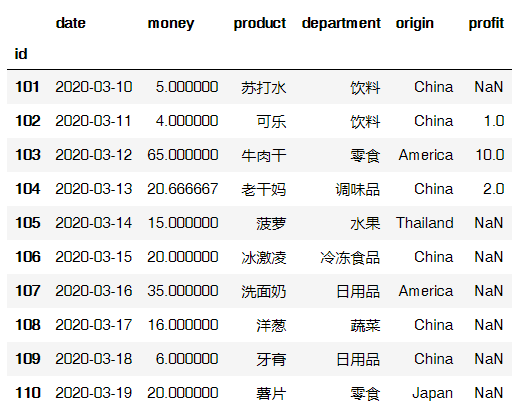 date money product department origin profit
id
101 2020-03-10 5.000000 苏打水 饮料 China NaN
102 2020-03-11 4.000000 可乐 饮料 China 1.0
103 2020-03-12 65.000000 牛肉干 零食 America 10.0
104 2020-03-13 20.666667 老干妈 调味品 China 2.0
105 2020-03-14 15.000000 菠萝 水果 Thailand NaN
106 2020-03-15 20.000000 冰激凌 冷冻食品 China NaN
107 2020-03-16 35.000000 洗面奶 日用品 America NaN
108 2020-03-17 16.000000 洋葱 蔬菜 China NaN
109 2020-03-18 6.000000 牙膏 日用品 China NaN
110 2020-03-19 20.000000 薯片 零食 Japan NaN